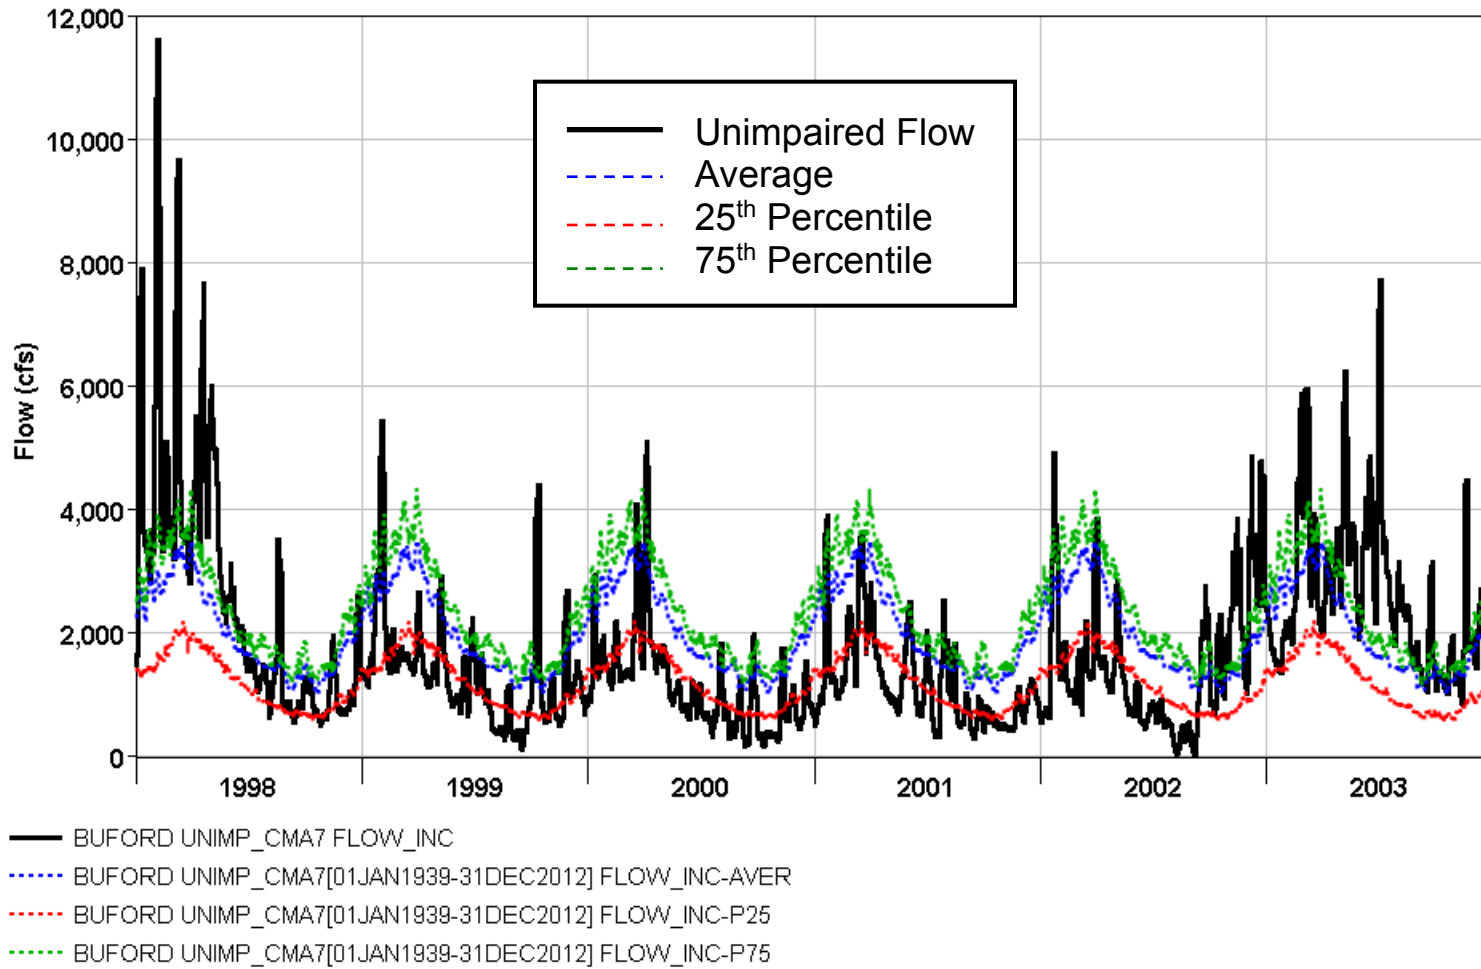 12,000
10,000
8,000
6,000
4,000
2,000
0
Flow (cfs)
Unimpaired Flow
Average
25th Percentile
75th Percentile
1998 1999 2000 2001 2002 2003
BUFORD UNIMP_CMA7 FLOW_INC
BUFORD UNIMP_CMA7[01JAN1939-31DEC2012] FLOW_INC-AVER
BUFORD UNIMP_CMA7[01JAN1939-31DEC2012] FLOW_INC-P25
BUFORD UNIMP_CMA7[01JAN1939-31DEC2012] FLOW_INC-P75